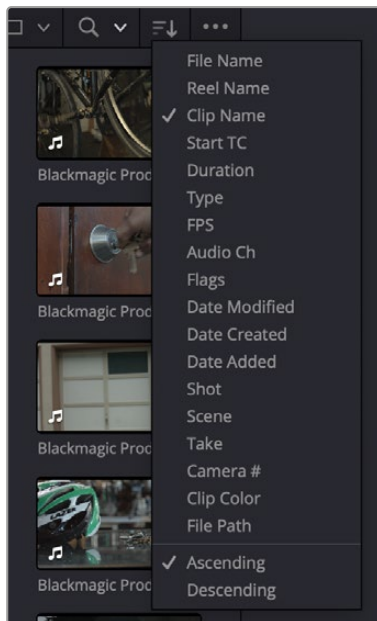 File Name
Reel Name
Clip Name
Start TC
Duration
Type
FPS
Audio Ch
Flags
Date Modified
Date Created
Date Added
Shot
Scene
Take
Camera #
Clip Color
File Path
Ascending
Descending
Blackmagic Prod
Blackmagic Prod
Blackmagic Prod
Blackmagic Prod